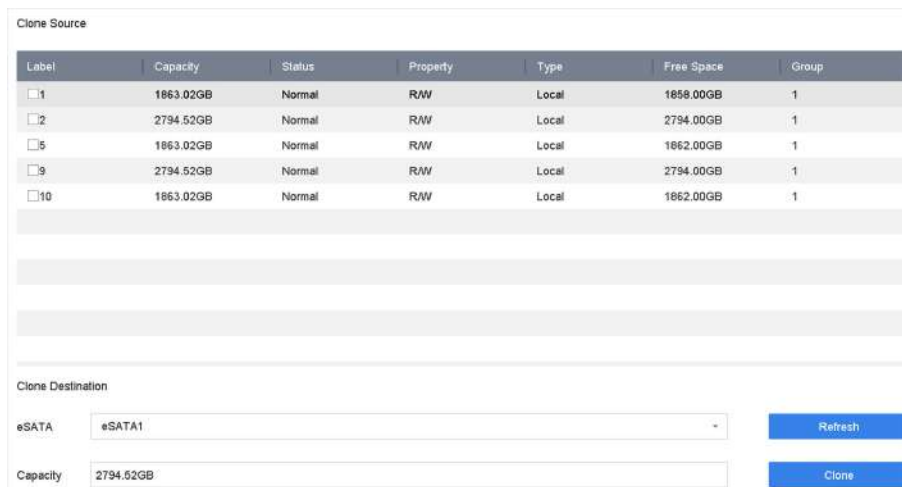 Clone Source
Label Capacity Status Property Type Free Space Group
1 1863.02GB Normal R/W Local 1858.00GB 1
2 2794.52GB Normal R/W Local 2794.00GB 1
5 1863.02GB Normal R/W Local 1862.00GB 1
9 2794.52GB Normal R/W Local 2794.00GB 1
10 1863.02GB Normal R/W Local 1862.00GB 1
Clone Destination
eSATA eSATA1 Refresh
Capacity 2794.52GB Clone